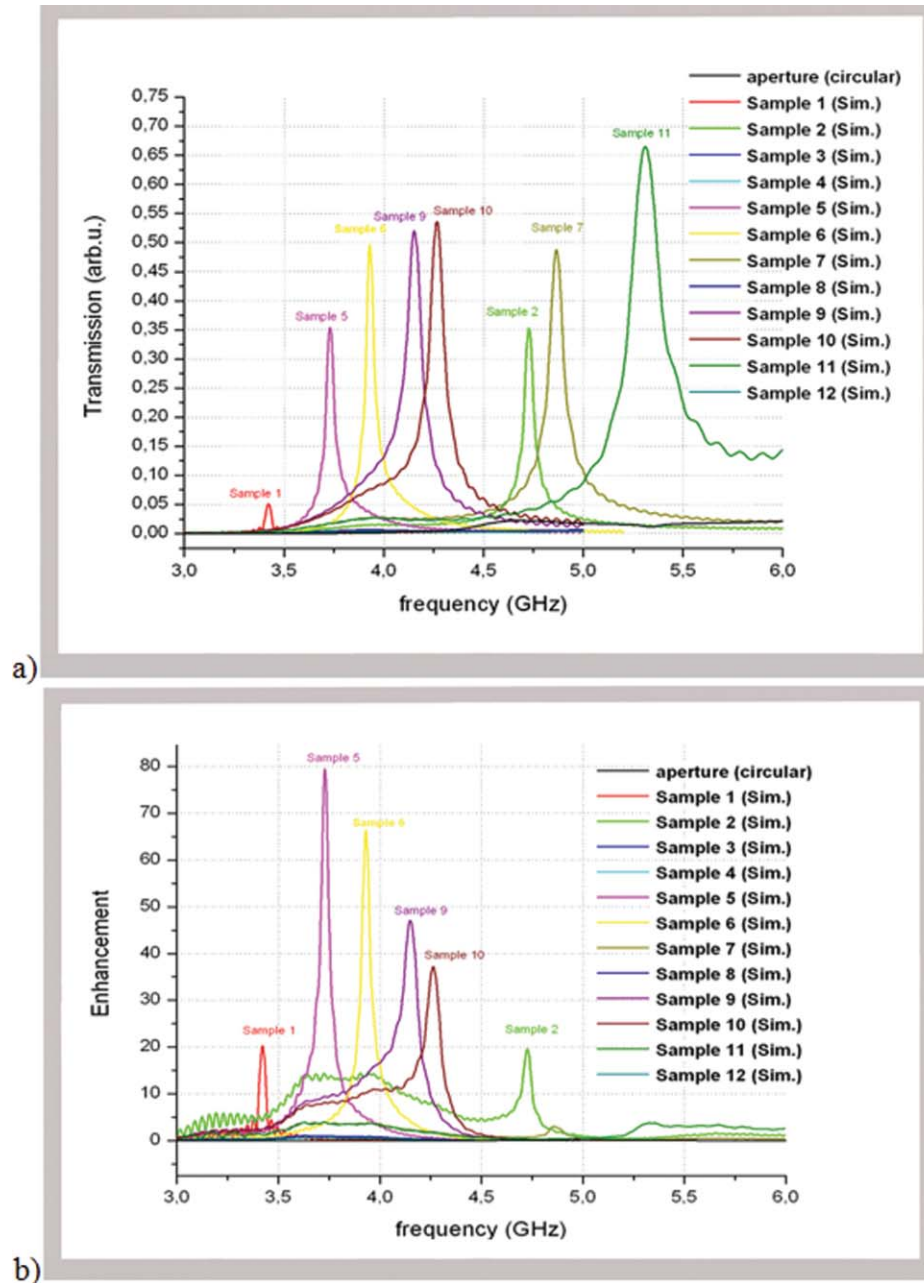 aperture (circular)
Sample 1 (Sim.)
Sample 2 (Sim.)
Sample 3 (Sim.)
Sample 4 (Sim.)
Sample 5 (Sim.)
Sample 6 (Sim.)
Sample 7 (Sim.)
Sample 8 (Sim.)
Sample 9 (Sim.)
Sample 10 (Sim.)
Sample 11 (Sim.)
Sample 12 (Sim.)
0,75
0,70
0,65
0,60
0,55
0,50
0,45
0,40
0,35
0,30
0,25
0,20
0,15
0,10
0,05
0,00
Transmission (arb.u.)
Sample 11
Sample 9
Sample 10
Sample 6
Sample 7
Sample 5
Sample 2
Sample 1
3,0 3,5 4,0 4,5 5,0 5,5 6,0
frequency (GHz)
a)
80
70
60
50
40
30
20
10
0
Enhancement
Sample 5
Sample 6
Sample 9
Sample 10
Sample 1
Sample 2
aperture (circular)
Sample 1 (Sim.)
Sample 2 (Sim.)
Sample 3 (Sim.)
Sample 4 (Sim.)
Sample 5 (Sim.)
Sample 6 (Sim.)
Sample 7 (Sim.)
Sample 8 (Sim.)
Sample 9 (Sim.)
Sample 10 (Sim.)
Sample 11 (Sim.)
Sample 12 (Sim.)
3,0 3,5 4,0 4,5 5,0 5,5 6,0
frequency (GHz)
b)